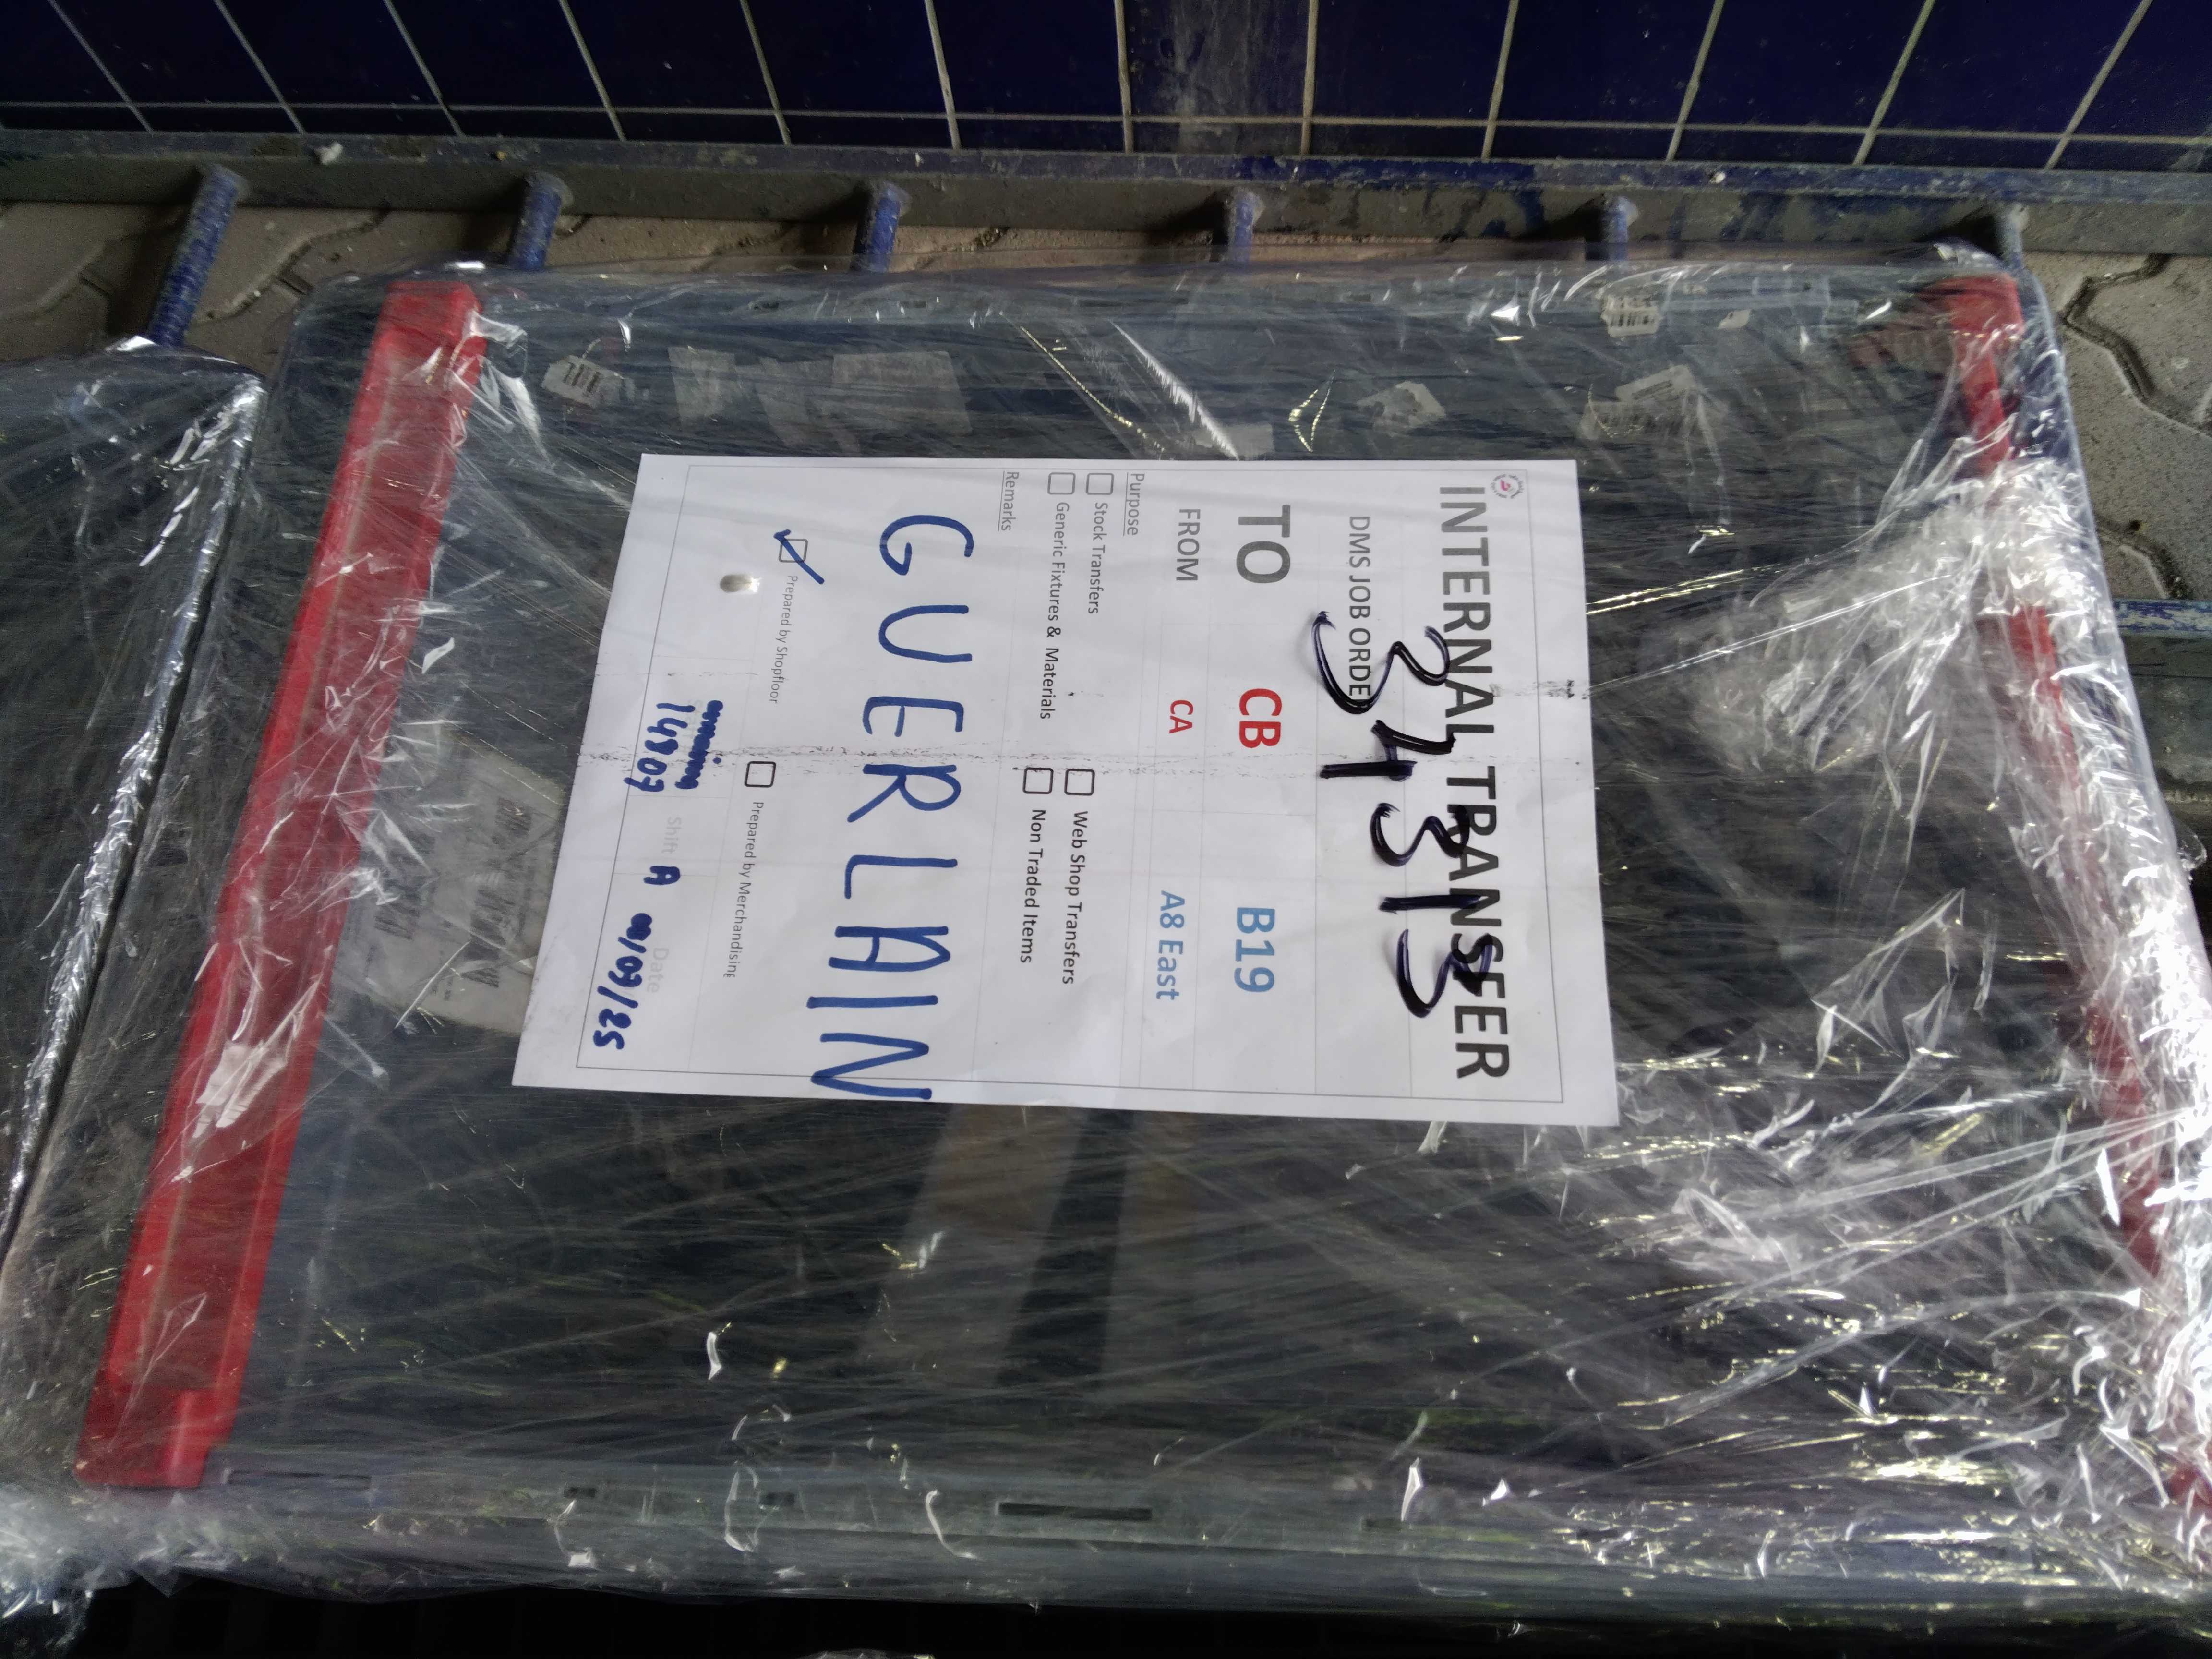 INTERNAL TRANSFER
DMS JOB ORDE
34315
TO CB B19
FROM CA A8 East
Purpose
Stock Transfers Web Shop Transfers
Generic Fixtures & Materials Non Traded Items
Remarks
GUERLAIN
Prepared by Shopfloor Prepared by Merchandising
Shift A Date